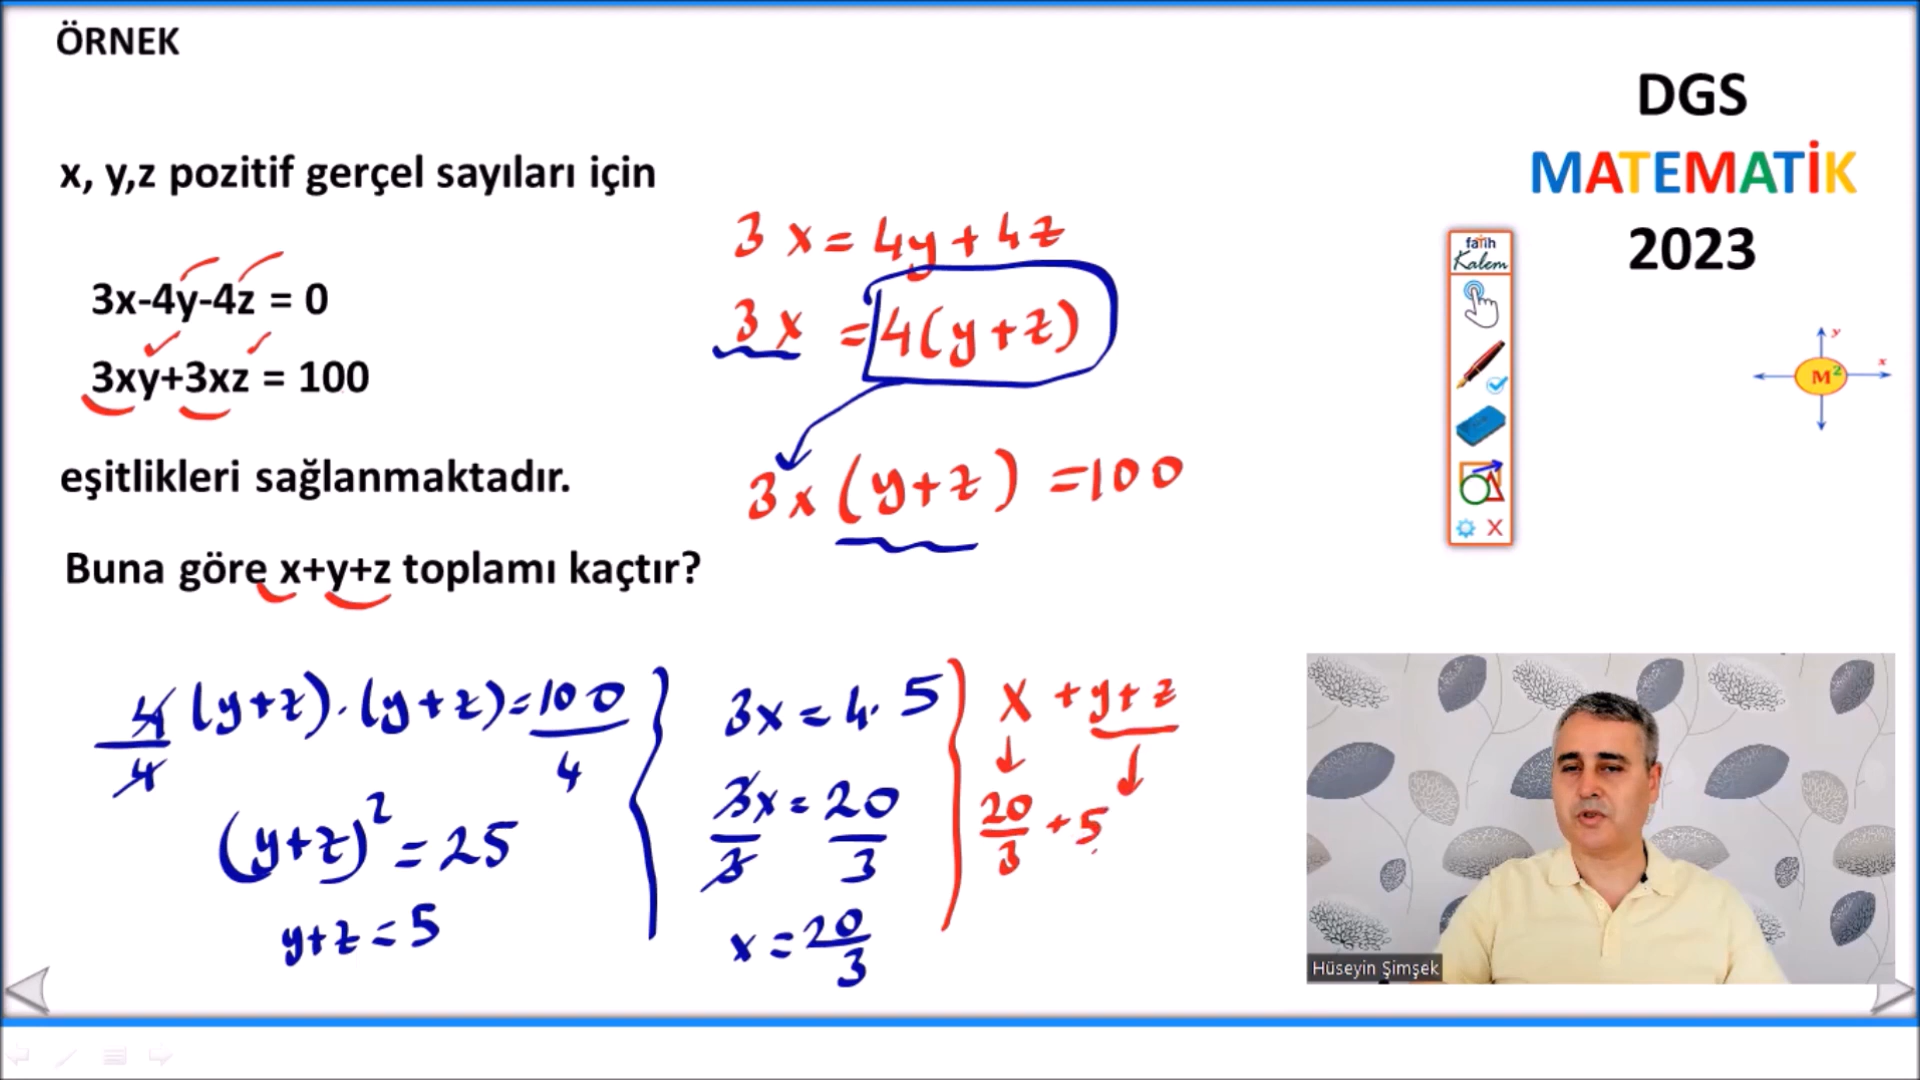 ÖRNEK
x, y,z pozitif gerçel sayıları için
3x-4y-4z = 0
3xy+3xz = 100
eşitlikleri sağlanmaktadır.
Buna göre x+y+z toplamı kaçtır?
3x=4y+4z
3x=4(y+z)
3x(y+z)=100
4/4(y+z).(y+z)=100/4
(y+z)²=25
y+z=5
3x=4.5
3x/3=20/3
x=20/3
x+y+z
20/3+5
DGS
MATEMATİK
2023
fatih
Kalem
X
y
x
M²
Hüseyin Şimşek